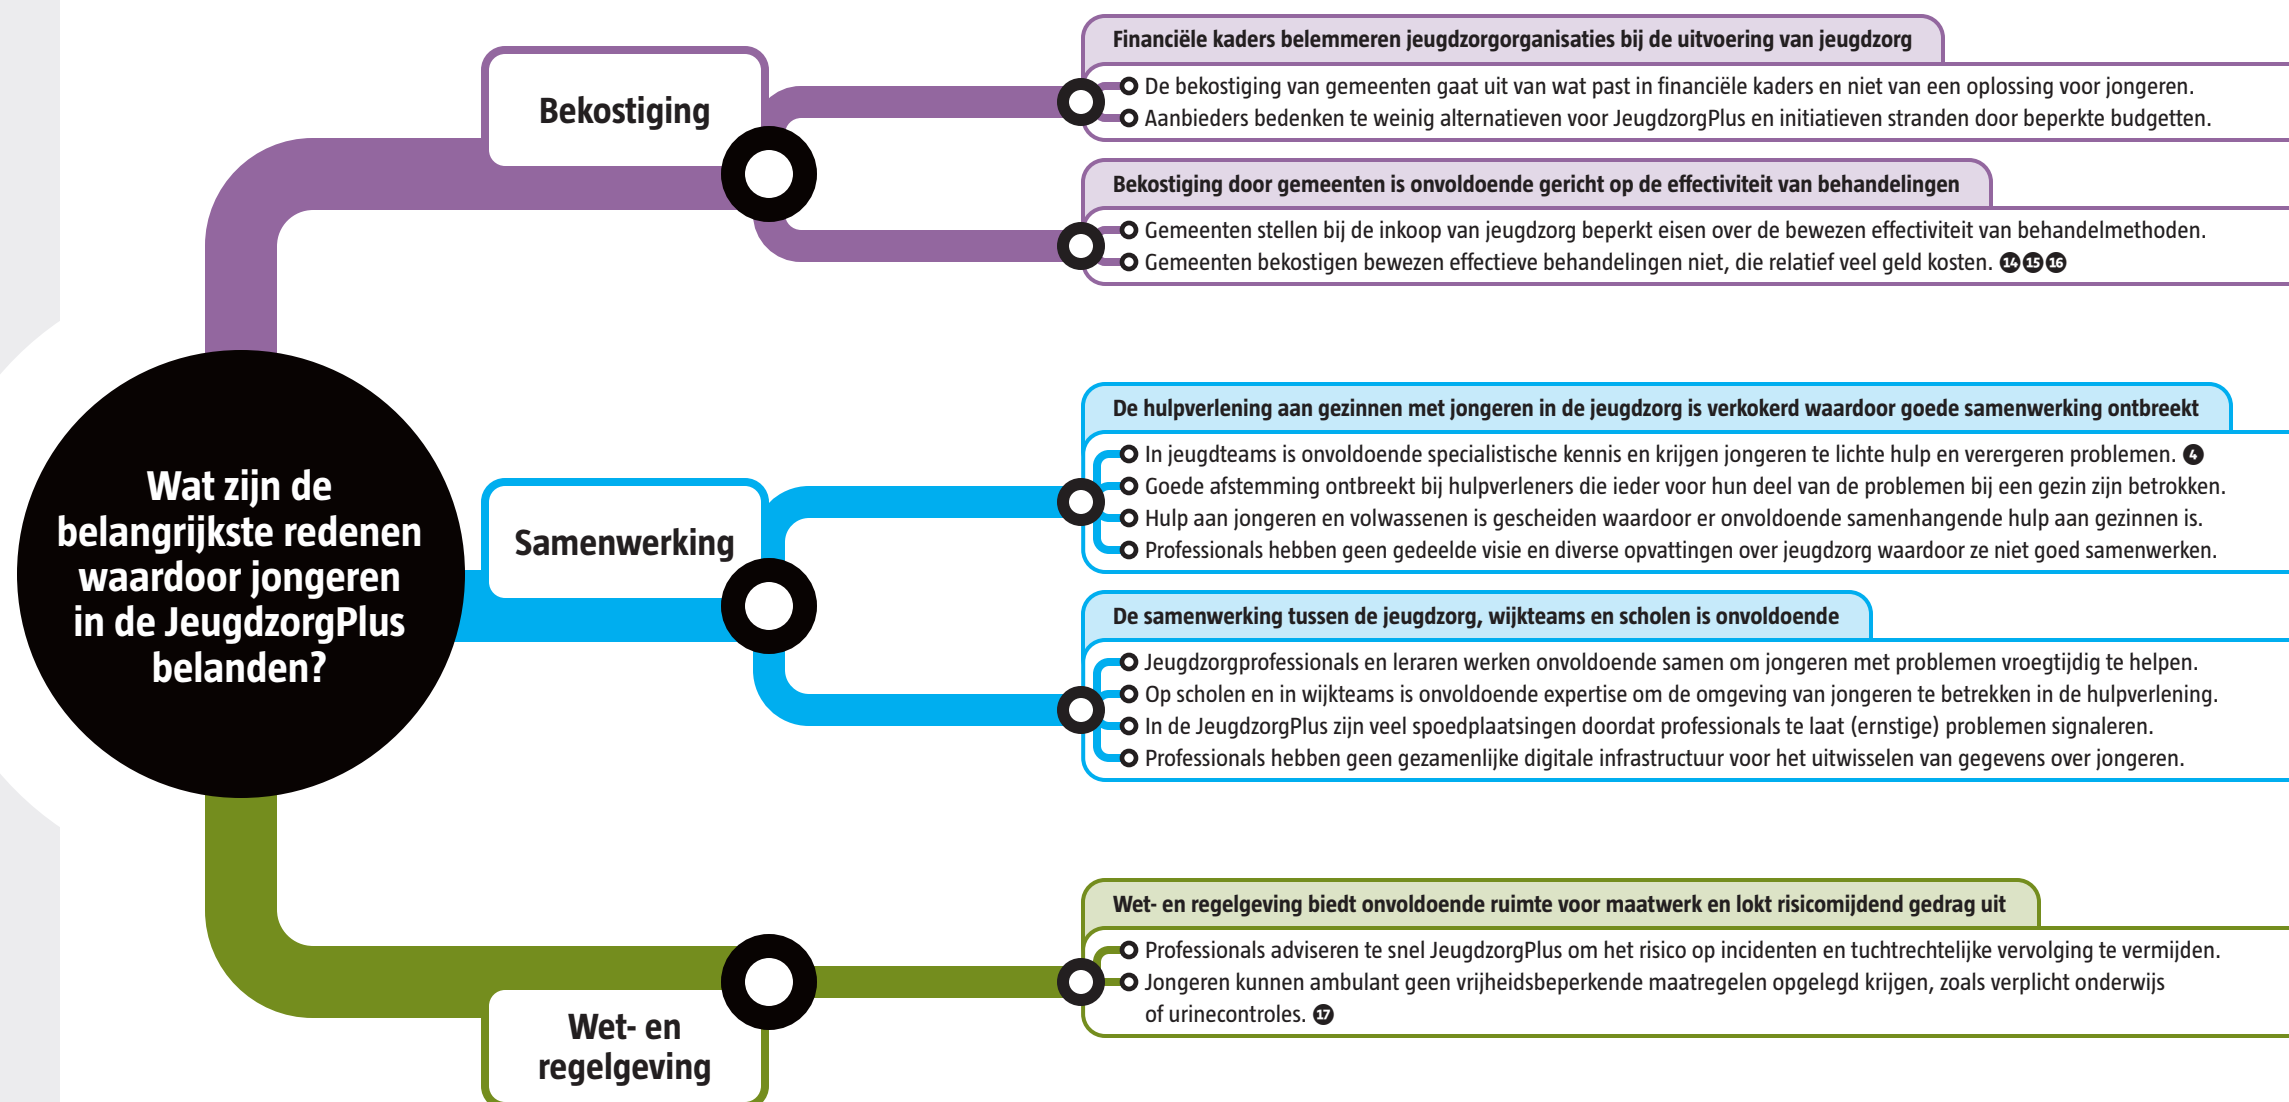 Wat zijn de
belangrijkste redenen
waardoor jongeren
in de JeugdzorgPlus
belanden?
Bekostiging
Financiële kaders belemmeren jeugdzorgorganisaties bij de uitvoering van jeugdzorg
De bekostiging van gemeenten gaat uit van wat past in financiële kaders en niet van een oplossing voor jongeren.
Aanbieders bedenken te weinig alternatieven voor JeugdzorgPlus en initiatieven stranden door beperkte budgetten.
Bekostiging door gemeenten is onvoldoende gericht op de effectiviteit van behandelingen
Gemeenten stellen bij de inkoop van jeugdzorg beperkt eisen over de bewezen effectiviteit van behandelmethoden.
Gemeenten bekostigen bewezen effectieve behandelingen niet, die relatief veel geld kosten. 14 15 16
Samenwerking
De hulpverlening aan gezinnen met jongeren in de jeugdzorg is verkokerd waardoor goede samenwerking ontbreekt
In jeugdteams is onvoldoende specialistische kennis en krijgen jongeren te lichte hulp en verergeren problemen. 4
Goede afstemming ontbreekt bij hulpverleners die ieder voor hun deel van de problemen bij een gezin zijn betrokken.
Hulp aan jongeren en volwassenen is gescheiden waardoor er onvoldoende samenhangende hulp aan gezinnen is.
Professionals hebben geen gedeelde visie en diverse opvattingen over jeugdzorg waardoor ze niet goed samenwerken.
De samenwerking tussen de jeugdzorg, wijkteams en scholen is onvoldoende
Jeugdzorgprofessionals en leraren werken onvoldoende samen om jongeren met problemen vroegtijdig te helpen.
Op scholen en in wijkteams is onvoldoende expertise om de omgeving van jongeren te betrekken in de hulpverlening.
In de JeugdzorgPlus zijn veel spoedplaatsingen doordat professionals te laat (ernstige) problemen signaleren.
Professionals hebben geen gezamenlijke digitale infrastructuur voor het uitwisselen van gegevens over jongeren.
Wet- en
regelgeving
Wet- en regelgeving biedt onvoldoende ruimte voor maatwerk en lokt risicomijdend gedrag uit
Professionals adviseren te snel JeugdzorgPlus om het risico op incidenten en tuchtrechtelijke vervolging te vermijden.
Jongeren kunnen ambulant geen vrijheidsbeperkende maatregelen opgelegd krijgen, zoals verplicht onderwijs
of urinecontroles. 17